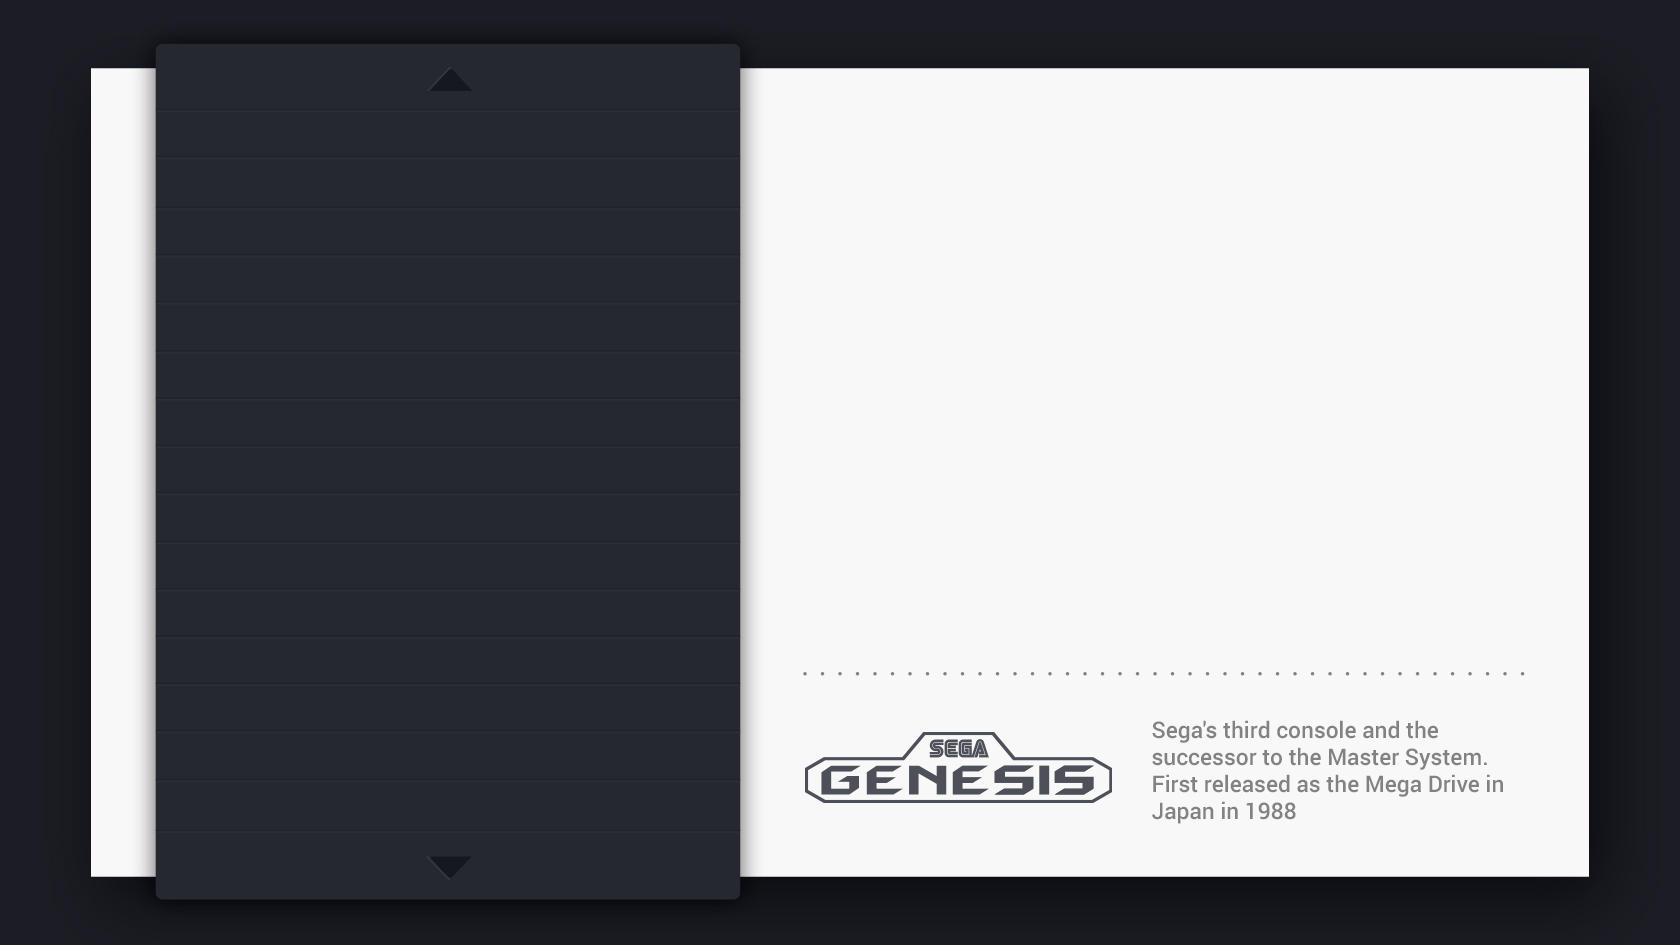 SEGA
GENESIS
Sega's third console and the
successor to the Master System.
First released as the Mega Drive in
Japan in 1988